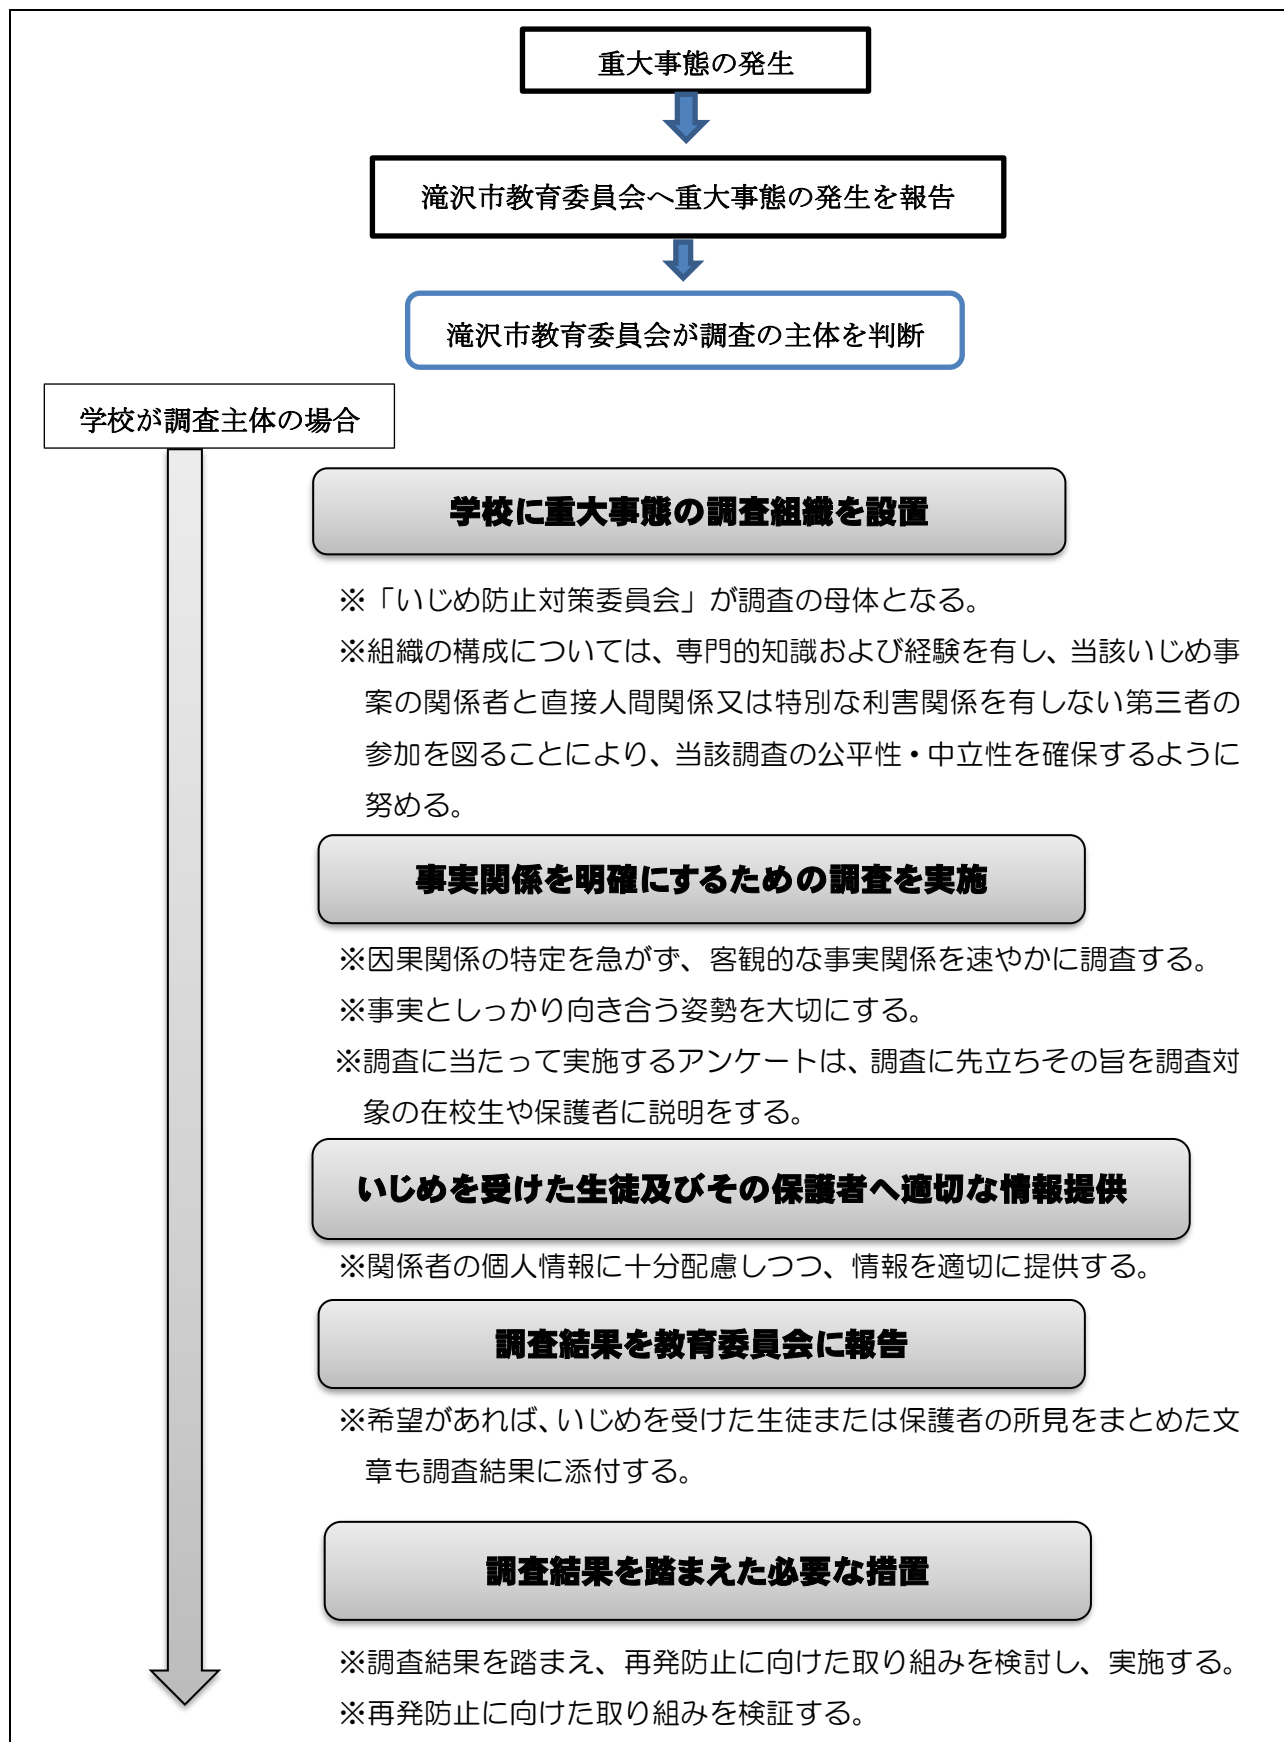 重大事態の発生
滝沢市教育委員会へ重大事態の発生を報告
滝沢市教育委員会が調査の主体を判断
学校が調査主体の場合
学校に重大事態の調査組織を設置
※「いじめ防止対策委員会」が調査の母体となる。
※組織の構成については、専門的知識および経験を有し、当該いじめ事
案の関係者と直接人間関係又は特別な利害関係を有しない第三者の
参加を図ることにより、当該調査の公平性・中立性を確保するように
努める。
事実関係を明確にするための調査を実施
※因果関係の特定を急がず、客観的な事実関係を速やかに調査する。
※事実としっかり向き合う姿勢を大切にする。
※調査に当たって実施するアンケートは、調査に先立ちその旨を調査対
象の在校生や保護者に説明をする。
いじめを受けた生徒及びその保護者へ適切な情報提供
※関係者の個人情報に十分配慮しつつ、情報を適切に提供する。
調査結果を教育委員会に報告
※希望があれば、いじめを受けた生徒または保護者の所見をまとめた文
章も調査結果に添付する。
調査結果を踏まえた必要な措置
※調査結果を踏まえ、再発防止に向けた取り組みを検討し、実施する。
※再発防止に向けた取り組みを検証する。